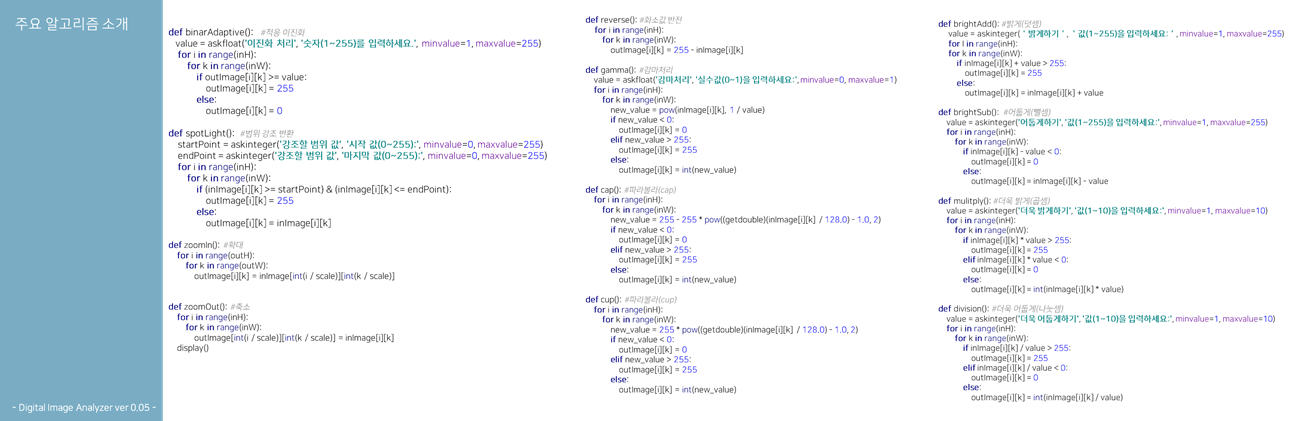 주요 알고리즘 소개
def binarAdaptive(): #적응 이진화
value = askfloat('이진화 처리', '숫자(1~255)를 입력하세요.', minvalue=1, maxvalue=255)
for i in range(inH):
for k in range(inW):
if outImage[i][k] >= value:
outImage[i][k] = 255
else:
outImage[i][k] = 0
def spotLight(): #범위 강조 반환
startPoint = askinteger('강조할 범위 값', '시작 값(0~255):', minvalue=0, maxvalue=255)
endPoint = askinteger('강조할 범위 값', '마지막 값(0~255):', minvalue=0, maxvalue=255)
for i in range(inH):
for k in range(inW):
if (inImage[i][k] >= startPoint) & (inImage[i][k] <= endPoint):
outImage[i][k] = 255
else:
outImage[i][k] = inImage[i][k]
def zoomIn(): #확대
for i in range(outH):
for k in range(outW):
outImage[i][k] = inImage[int(i / scale)][int(k / scale)]
def zoomOut(): #축소
for i in range(inH):
for k in range(inW):
outImage[int(i / scale)][int(k / scale)] = inImage[i][k]
display()
def reverse(): #화소값 반전
for i in range(inH):
for k in range(inW):
outImage[i][k] = 255 - inImage[i][k]
def gamma(): #감마처리
value = askfloat('감마처리', '실수값(0~1)을 입력하세요:', minvalue=0, maxvalue=1)
for i in range(inH):
for k in range(inW):
new_value = pow(inImage[i][k], 1 / value)
if new_value < 0:
outImage[i][k] = 0
elif new_value > 255:
outImage[i][k] = 255
else:
outImage[i][k] = int(new_value)
def cap(): #파라볼라(cap)
for i in range(inH):
for k in range(inW):
new_value = 255 - 255 * pow((getdouble)(inImage[i][k] / 128.0) - 1.0, 2)
if new_value < 0:
outImage[i][k] = 0
elif new_value > 255:
outImage[i][k] = 255
else:
outImage[i][k] = int(new_value)
def cup(): #파라볼라(cup)
for i in range(inH):
for k in range(inW):
new_value = 255 * pow((getdouble)(inImage[i][k] / 128.0) - 1.0, 2)
if new_value < 0:
outImage[i][k] = 0
elif new_value > 255:
outImage[i][k] = 255
else:
outImage[i][k] = int(new_value)
def brightAdd(): #밝게(덧셈)
value = askinteger( ' 밝게하기 ' , ' 값(1~255)을 입력하세요: ' , minvalue=1, maxvalue=255)
for i in range(inH):
for k in range(inW):
if inImage[i][k] + value > 255:
outImage[i][k] = 255
else:
outImage[i][k] = inImage[i][k] + value
def brightSub(): #어둡게(뺄셈)
value = askinteger('어둡게하기', '값(1~255)을 입력하세요:', minvalue=1, maxvalue=255)
for i in range(inH):
for k in range(inW):
if inImage[i][k] - value < 0:
outImage[i][k] = 0
else:
outImage[i][k] = inImage[i][k] - value
def mulitply(): #더욱 밝게(곱셈)
value = askinteger('더욱 밝게하기', '값(1~10)을 입력하세요:', minvalue=1, maxvalue=10)
for i in range(inH):
for k in range(inW):
if inImage[i][k] * value > 255:
outImage[i][k] = 255
elif inImage[i][k] * value < 0:
outImage[i][k] = 0
else:
outImage[i][k] = int(inImage[i][k] * value)
def division(): #더욱 어둡게(나눗셈)
value = askinteger('더욱 어둡게하기', '값(1~10)을 입력하세요:', minvalue=1, maxvalue=10)
for i in range(inH):
for k in range(inW):
if inImage[i][k] / value > 255:
outImage[i][k] = 255
elif inImage[i][k] / value < 0:
outImage[i][k] = 0
else:
outImage[i][k] = int(inImage[i][k] / value)
- Digital Image Analyzer ver 0.05 -